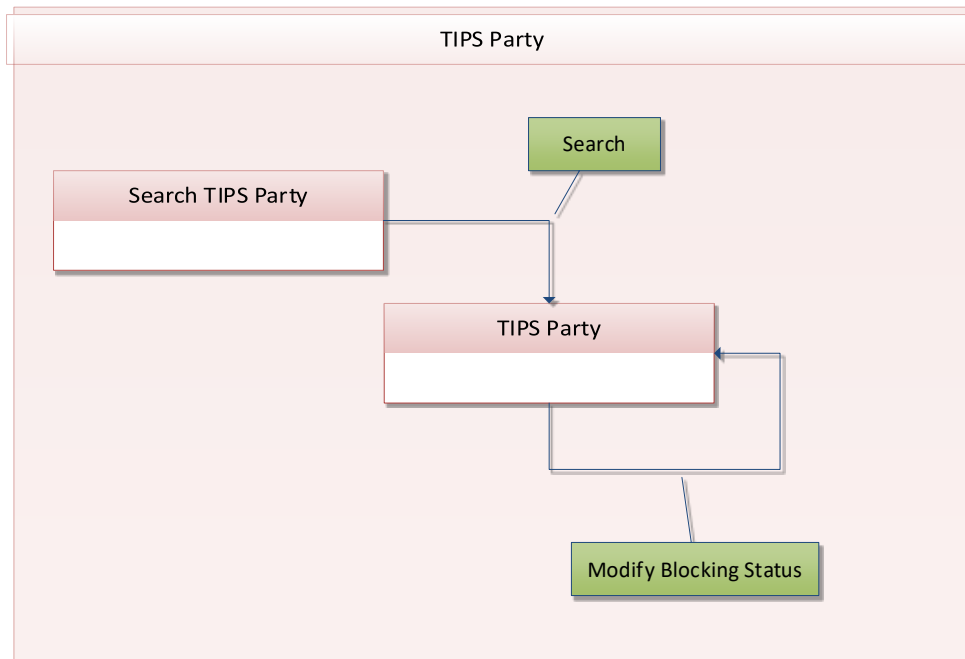 TIPS Party
Search
Search TIPS Party
TIPS Party
Modify Blocking Status